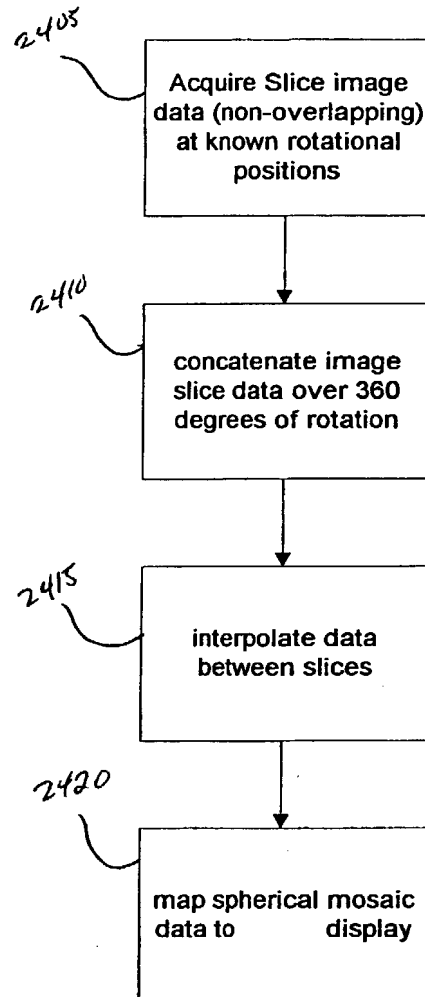 2405
Acquire Slice image
data (non-overlapping)
at known rotational
positions
2410
concatenate image
slice data over 360
degrees of rotation
2415
interpolate data
between slices
2420
map spherical mosaic
data to display